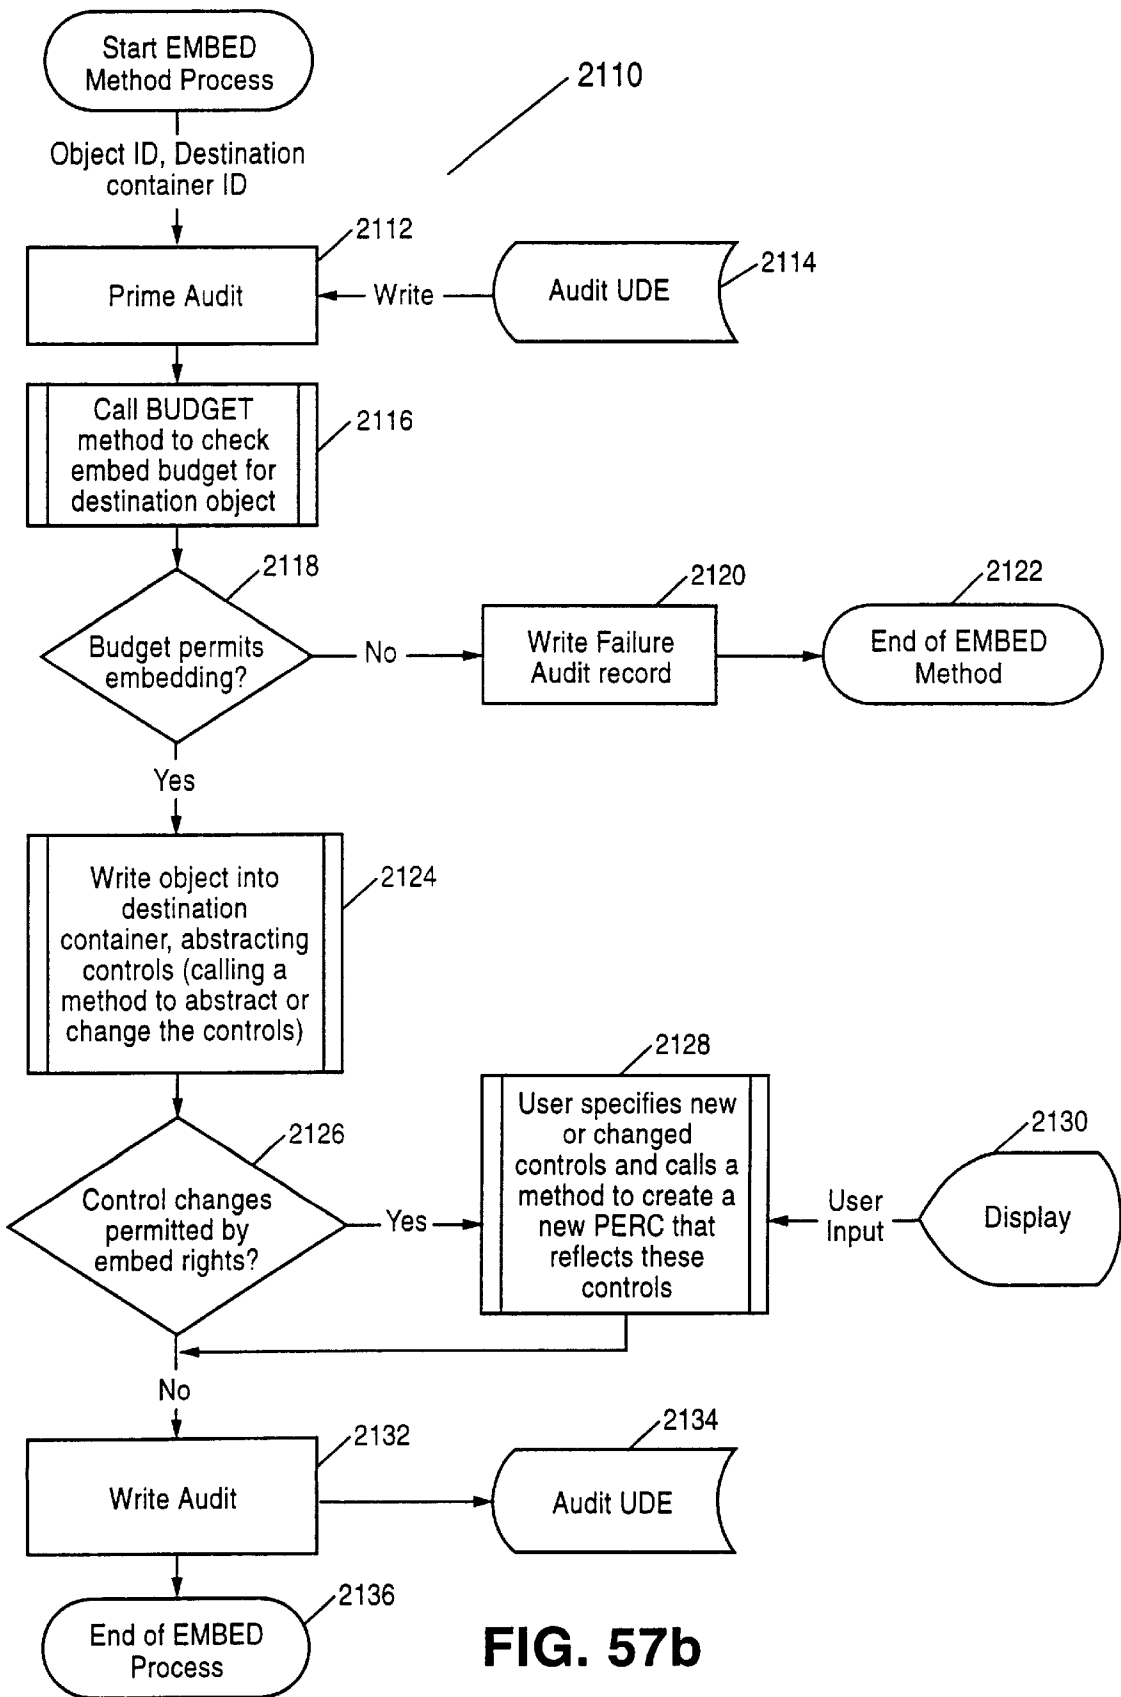 Start EMBED
Method Process
2110
Object ID, Destination
container ID
2112
Prime Audit
Write
Audit UDE
2114
Call BUDGET
method to check
embed budget for
destination object
2116
2118
Budget permits
embedding?
No
2120
Write Failure
Audit record
2122
End of EMBED
Method
Yes
Write object into
destination
container, abstracting
controls (calling a
method to abstract or
change the controls)
2124
2126
Control changes
permitted by
embed rights?
Yes
2128
User specifies new
or changed
controls and calls a
method to create a
new PERC that
reflects these
controls
User
Input
2130
Display
No
2132
Write Audit
2134
Audit UDE
2136
End of EMBED
Process
FIG. 57b